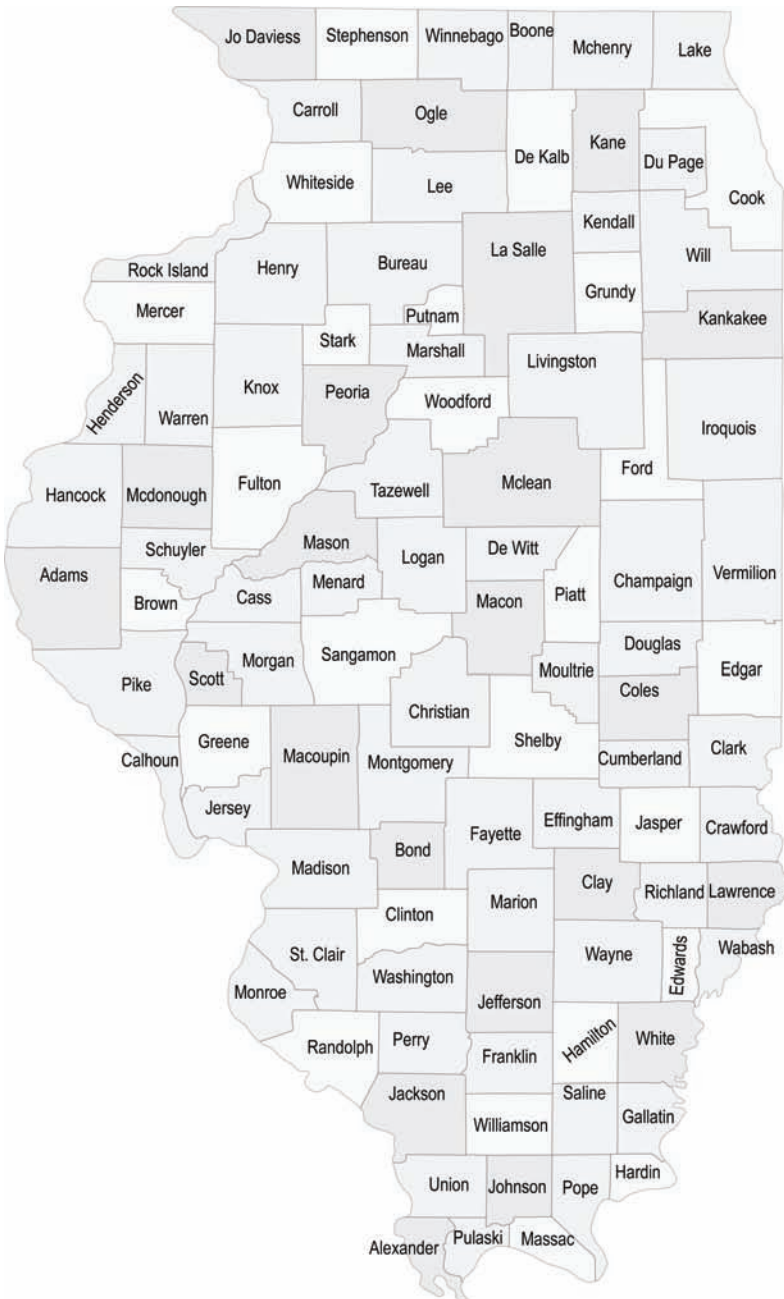 Jo Daviess
Stephenson
Winnebago
Boone
Mchenry
Lake
Carroll
Ogle
De Kalb
Kane
Du Page
Cook
Whiteside
Lee
Kendall
Will
Rock Island
Henry
Bureau
La Salle
Grundy
Kankakee
Mercer
Putnam
Stark
Marshall
Livingston
Henderson
Warren
Knox
Peoria
Woodford
Iroquois
Ford
Hancock
Mcdonough
Fulton
Tazewell
Mclean
Schuyler
Mason
Logan
De Witt
Champaign
Vermilion
Adams
Brown
Cass
Menard
Macon
Piatt
Douglas
Edgar
Pike
Scott
Morgan
Sangamon
Moultrie
Coles
Christian
Calhoun
Greene
Macoupin
Montgomery
Shelby
Cumberland
Clark
Jersey
Fayette
Effingham
Jasper
Crawford
Madison
Bond
Clay
Richland
Lawrence
Clinton
Marion
St. Clair
Wayne
Edwards
Wabash
Monroe
Washington
Jefferson
Randolph
Perry
Franklin
Hamilton
White
Jackson
Williamson
Saline
Gallatin
Union
Johnson
Pope
Hardin
Alexander
Pulaski
Massac